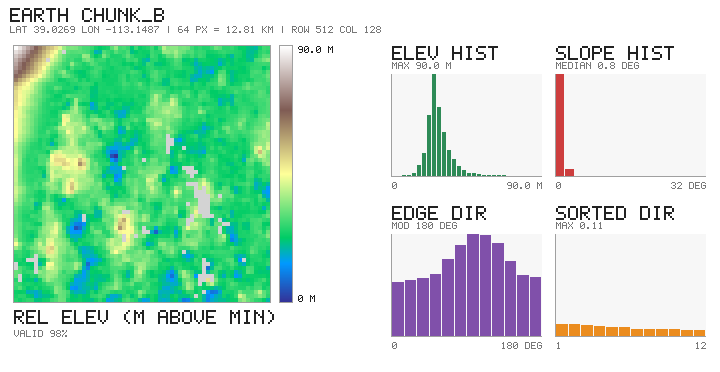 EARTH CHUNK_B
LAT 39.0269 LON -113.1487 | 64 PX = 12.81 KM | ROW 512 COL 128
90.0 M
0 M
REL ELEV (M ABOVE MIN)
VALID 98%
ELEV HIST
MAX 90.0 M
0 90.0 M
SLOPE HIST
MEDIAN 0.8 DEG
0 32 DEG
EDGE DIR
MOD 180 DEG
0 180 DEG
SORTED DIR
MAX 0.11
1 12